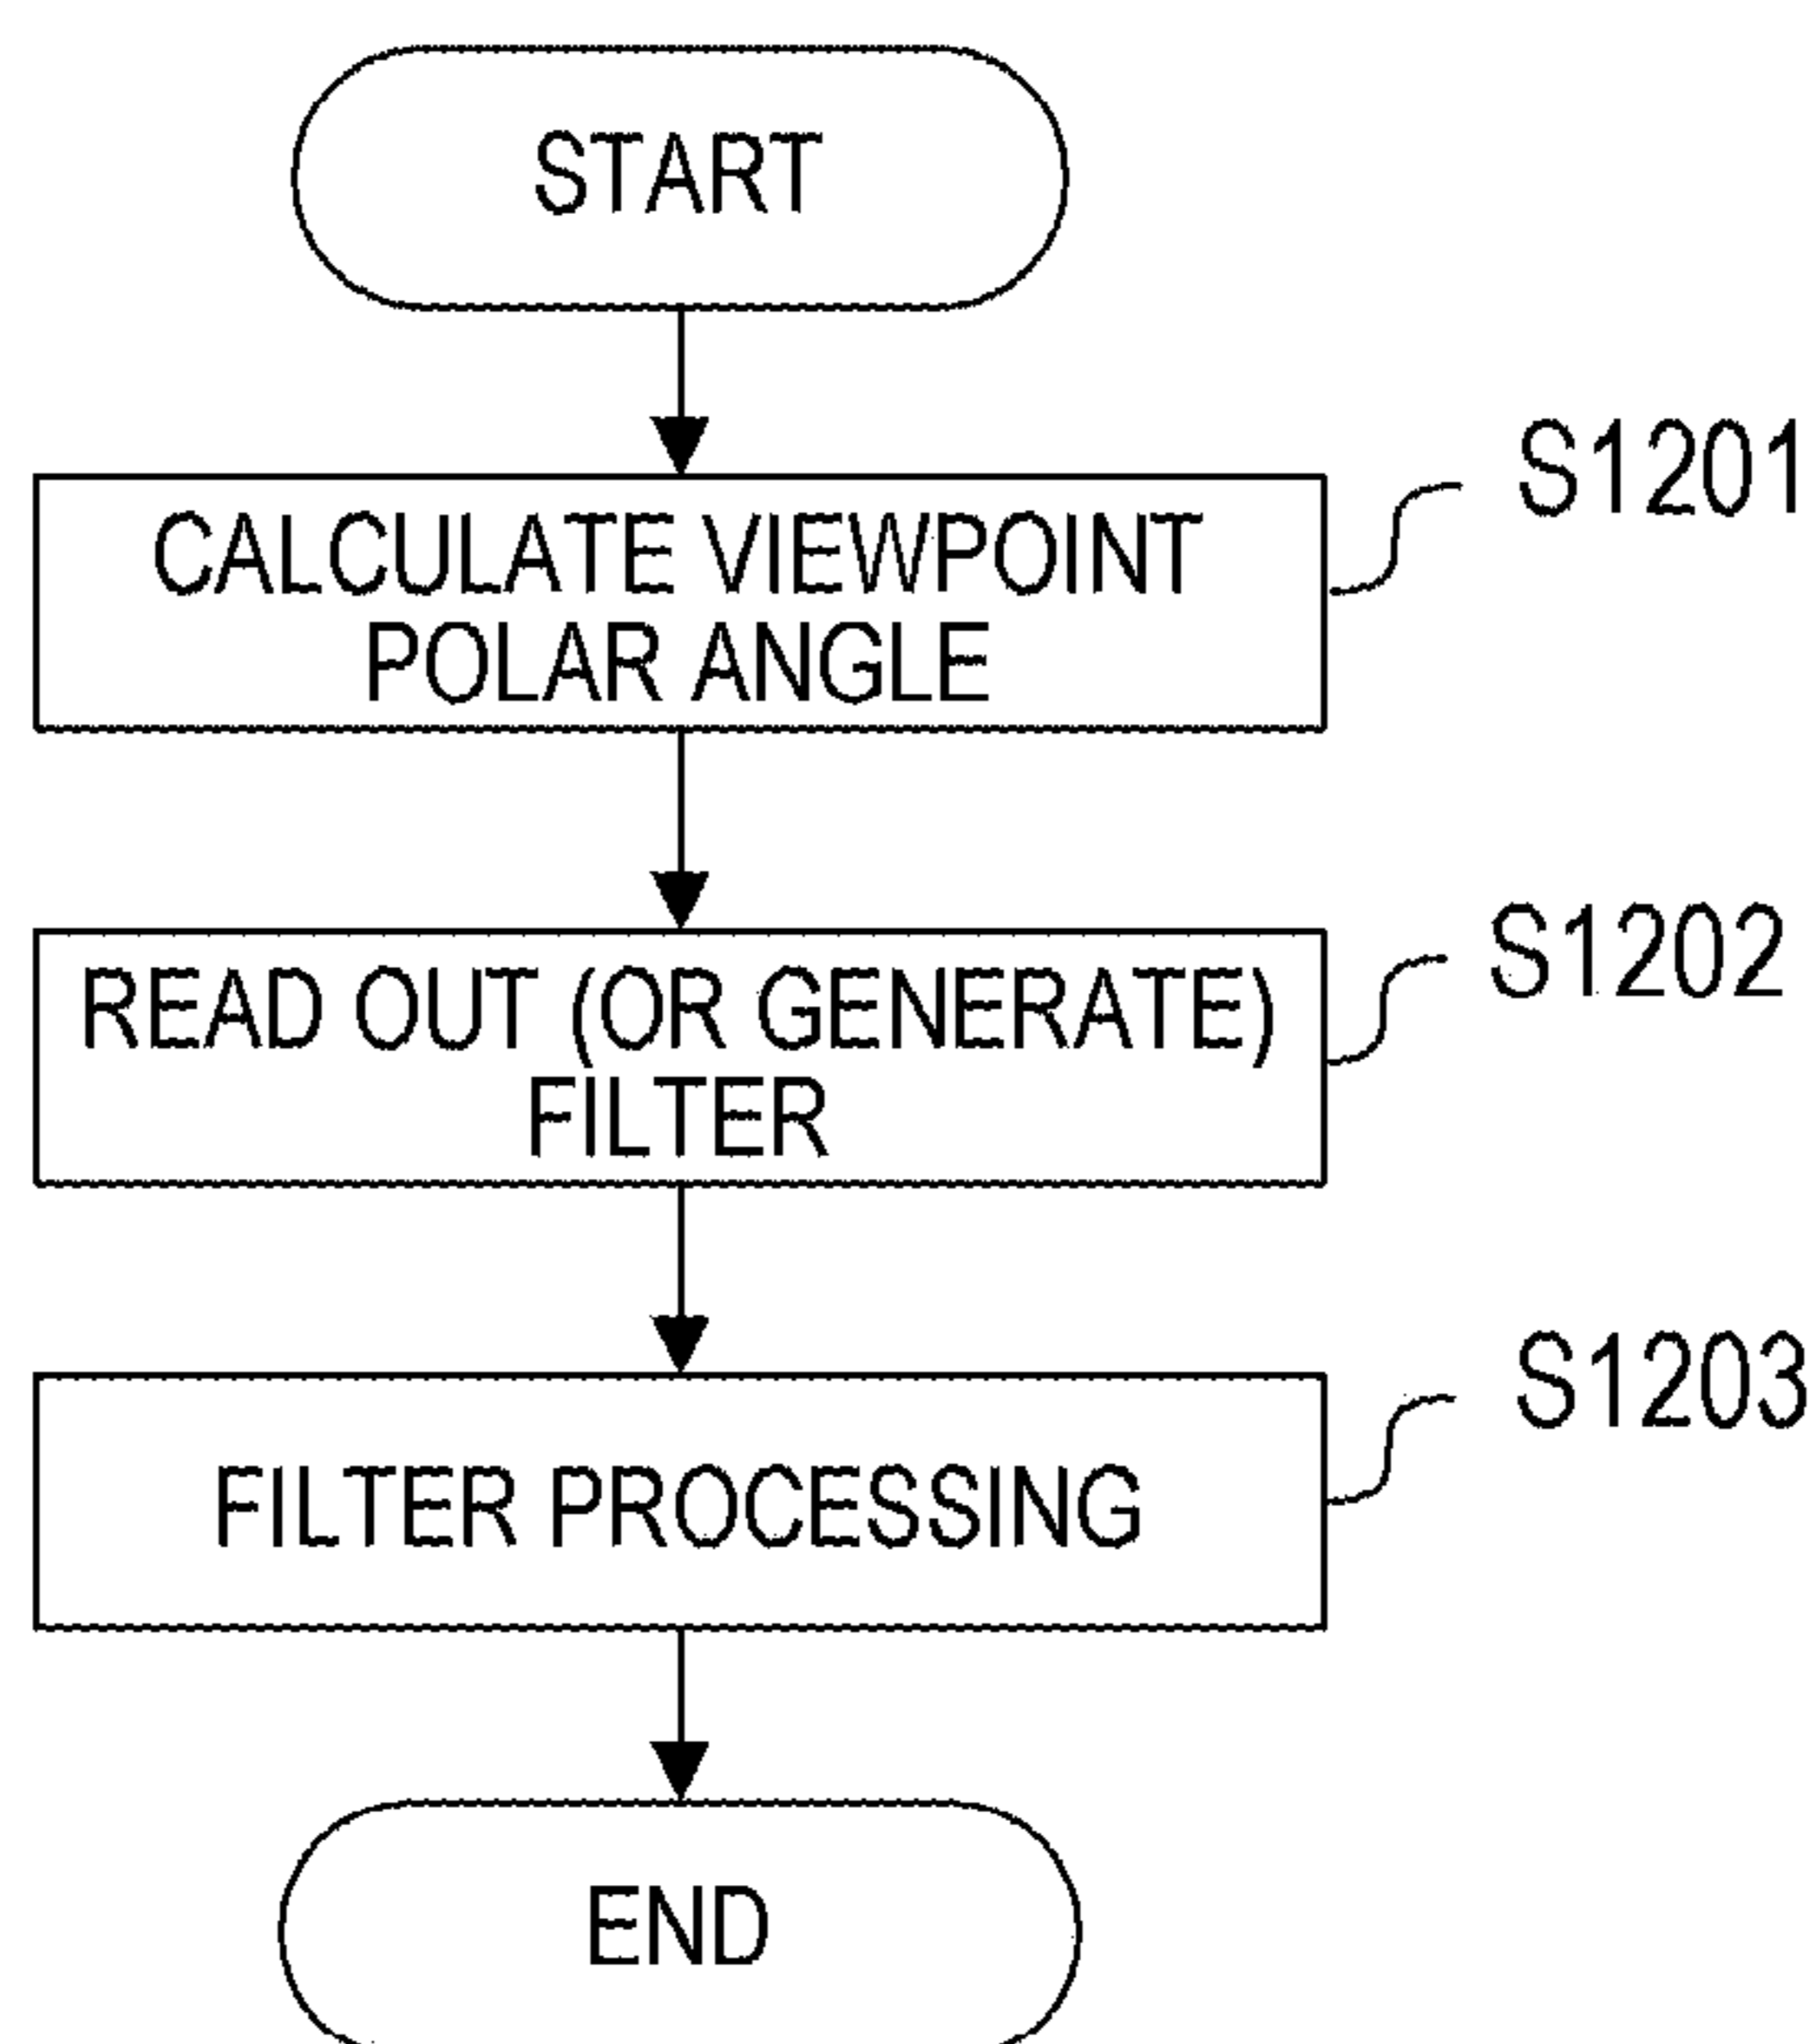 START
CALCULATE VIEWPOINT
POLAR ANGLE
S1201
READ OUT (OR GENERATE)
FILTER
S1202
FILTER PROCESSING
S1203
END